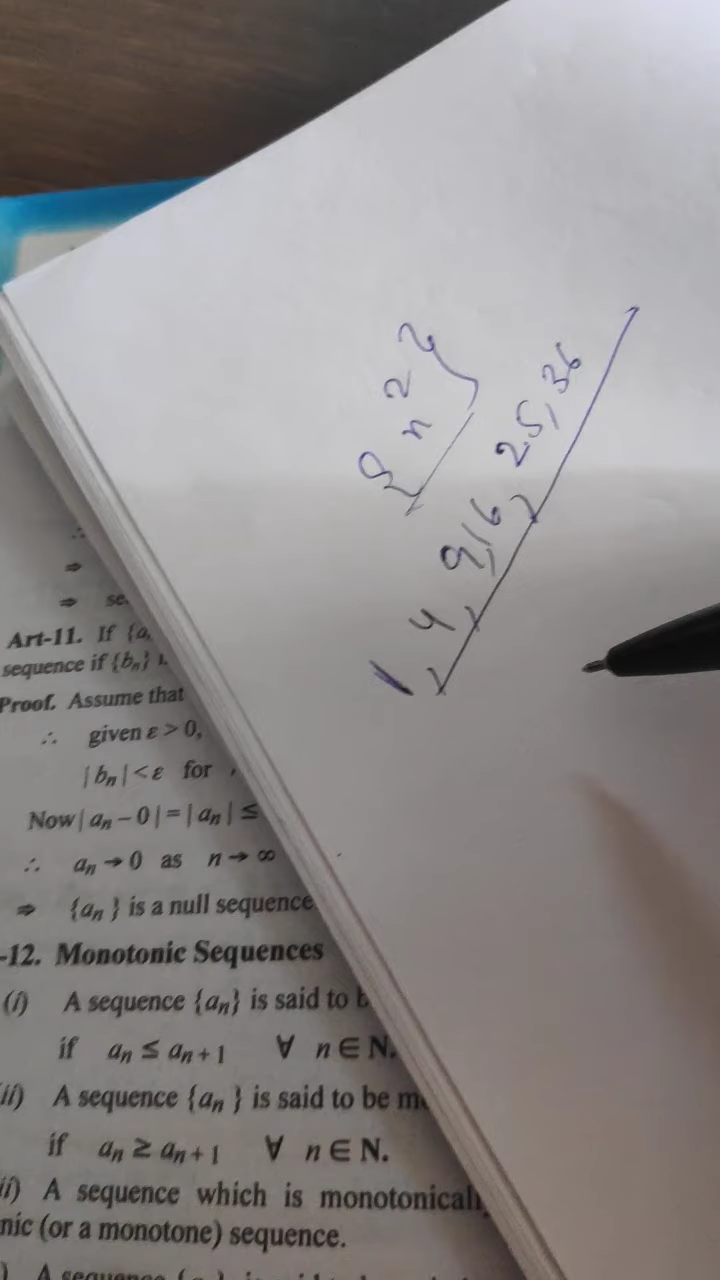 {n²}
1, 4, 9, 16, 25, 36
∴
⇒
⇒ se
Art-11. If {a
sequence if {bₙ}
Proof. Assume that
∴ given ε > 0,
|bₙ| < ε for
Now |aₙ – 0| = |aₙ| ≤
∴ aₙ → 0 as n → ∞
⇒ {aₙ} is a null sequence
-12. Monotonic Sequences
(i) A sequence {aₙ} is said to b
if aₙ ≤ aₙ₊₁ ∀ n ∈ N.
ii) A sequence {aₙ} is said to be m
if aₙ ≥ aₙ₊₁ ∀ n ∈ N.
ii) A sequence which is monotonically
nic (or a monotone) sequence.
) A sequence